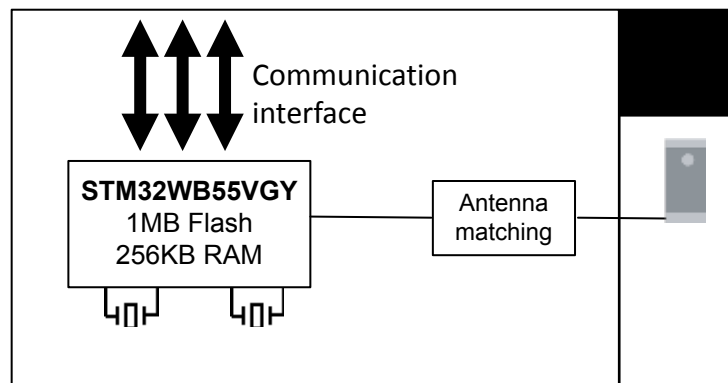 Communication
interface
STM32WB55VGY
1MB Flash
256KB RAM
Antenna
matching